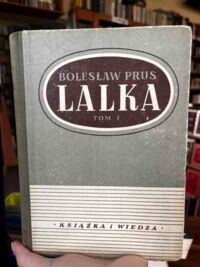 BOLESŁAW PRUS
LALKA
TOM I
· KSIĄŻKA i WIEDZA ·